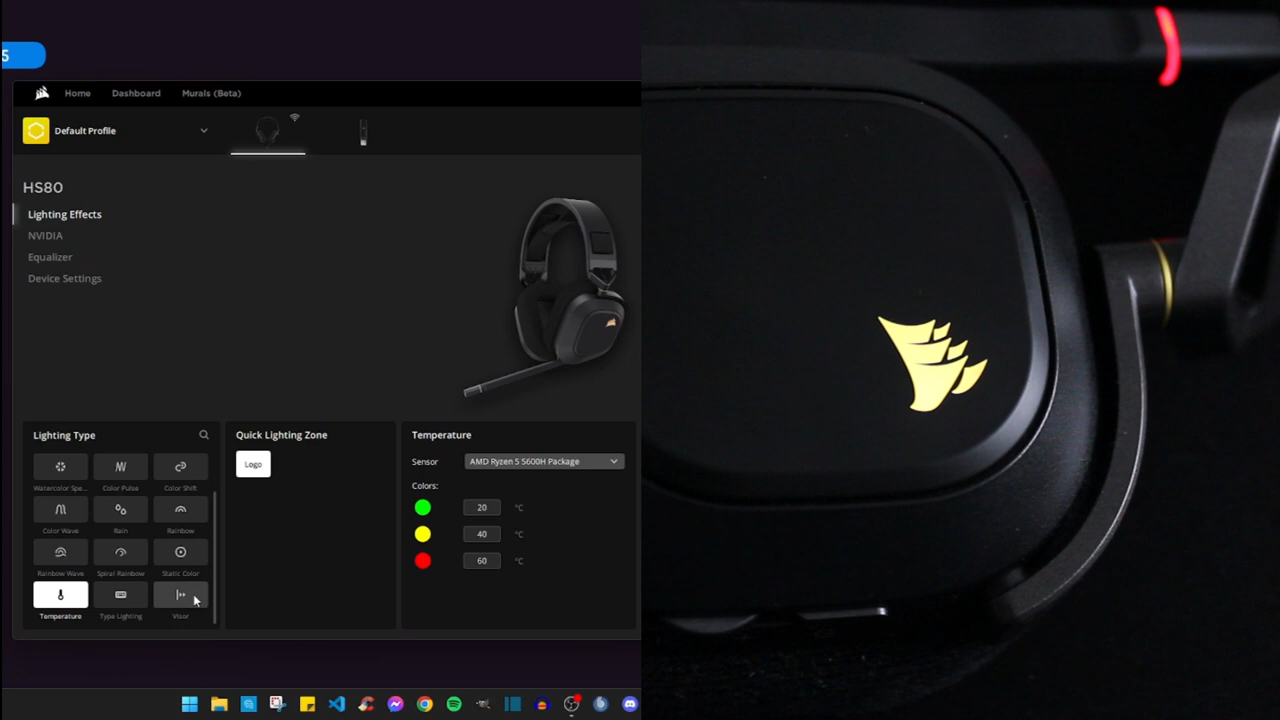 5
Home Dashboard Murals (Beta)
Default Profile
HS80
Lighting Effects
NVIDIA
Equalizer
Device Settings
Lighting Type
Quick Lighting Zone
Temperature
Logo
Sensor AMD Ryzen 5 5600H Package
Colors:
20 °C
40 °C
60 °C
Watercolor Spe... Color Pulse Color Shift
Color Wave Rain Rainbow
Rainbow Wave Spiral Rainbow Static Color
Temperature Type Lighting Visor